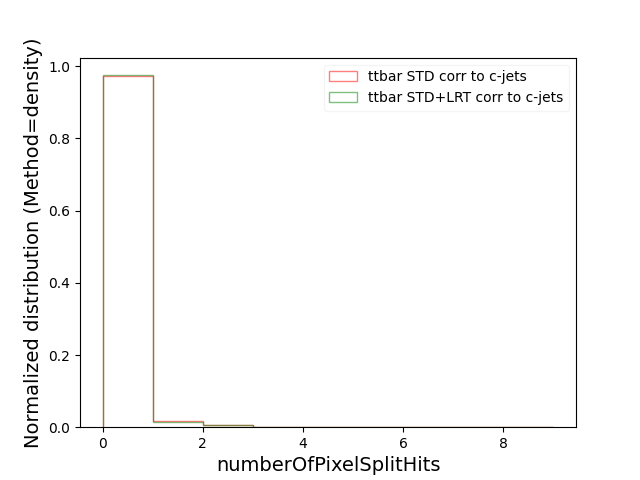 ttbar STD corr to c-jets
ttbar STD+LRT corr to c-jets
Normalized distribution (Method=density)
1.0
0.8
0.6
0.4
0.2
0.0
0 2 4 6 8
numberOfPixelSplitHits